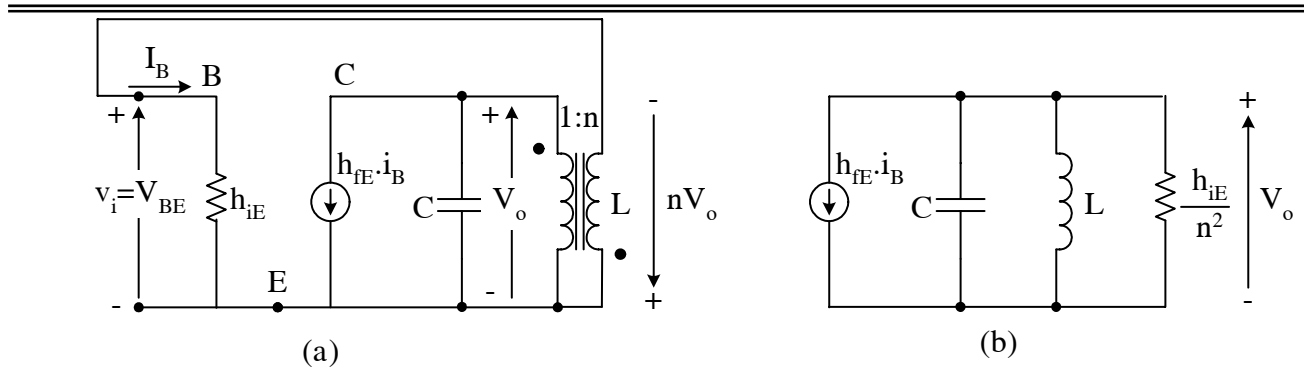 I_B
B
C
+
+
1:n
-
v_i=V_BE
h_iE
h_fE.i_B
C
V_o
L
nV_o
-
E
-
+
(a)
h_fE.i_B
C
L
h_iE
n^2
+
V_o
-
(b)